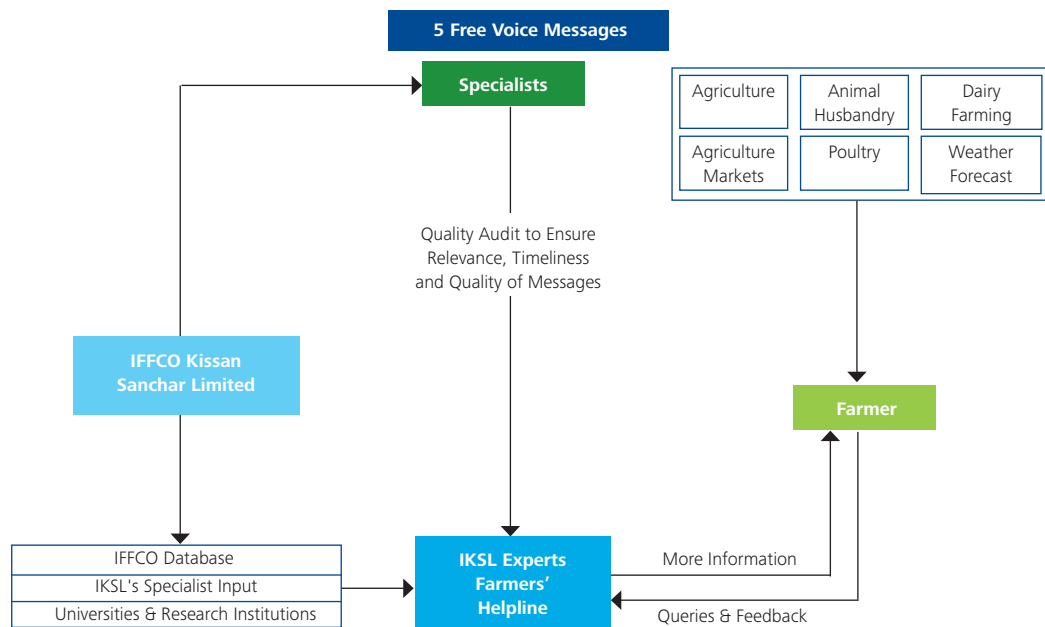 5 Free Voice Messages
Specialists
Agriculture
Animal
Husbandry
Dairy
Farming
Agriculture
Markets
Poultry
Weather
Forecast
Quality Audit to Ensure
Relevance, Timeliness
and Quality of Messages
IFFCO Kissan
Sanchar Limited
Farmer
IFFCO Database
IKSL's Specialist Input
Universities & Research Institutions
IKSL Experts
Farmers’
Helpline
More Information
Queries & Feedback